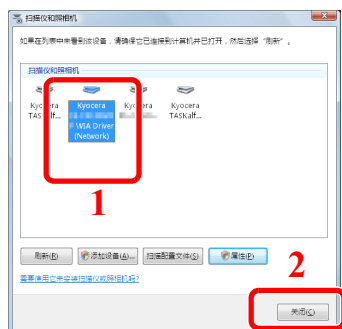 扫描仪和照相机
如果在列表中未看到该设备，请确保它已连接到计算机并已打开，然后选择“刷新”。
扫描仪和照相机
Kyocera Kyocera Kyocera Kyocera
TASKalf... TASKalf...
F WIA Driver
(Network)
1
刷新(R) 添加设备(A)... 扫描配置文件(S) 属性(P)
2
需要使用它来安装扫描仪或照相机吗?
关闭(C)